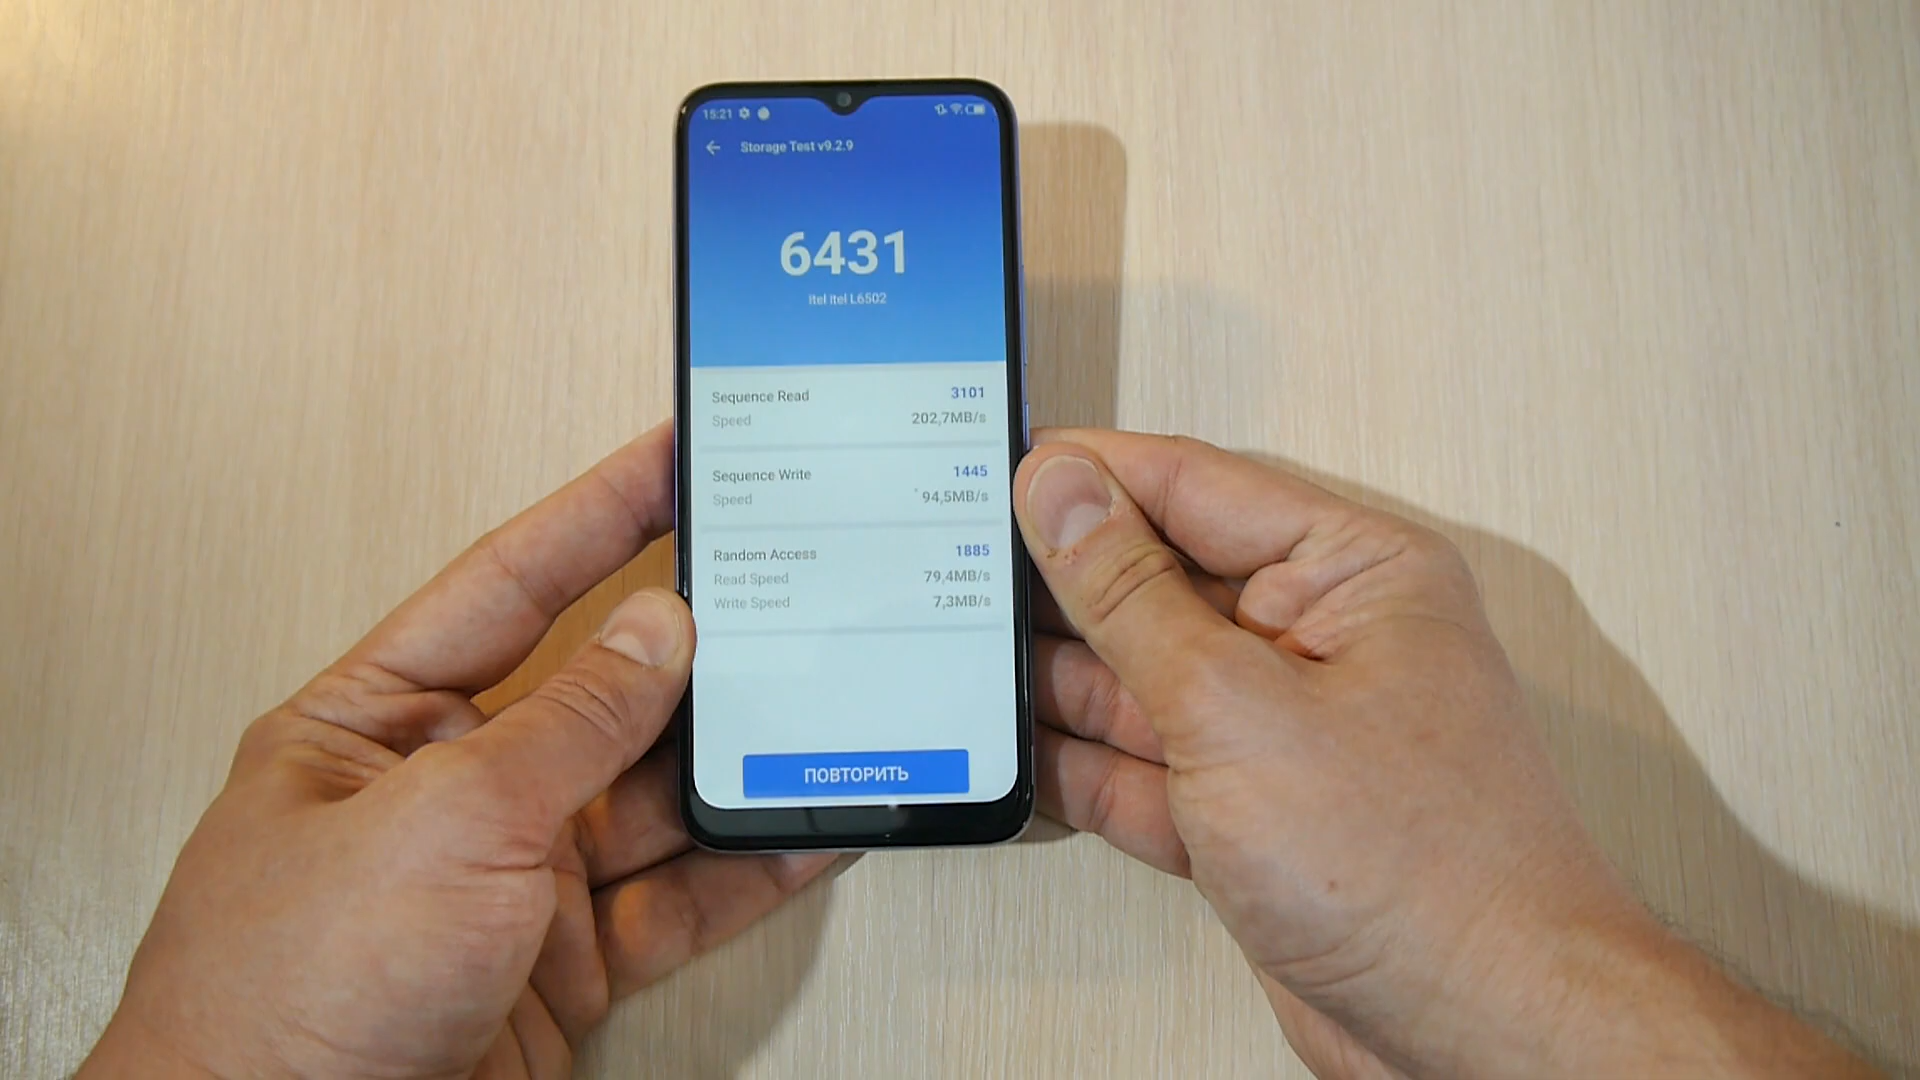 15:21
Storage Test v9.2.9
6431
itel itel L6502
Sequence Read 3101
Speed 202,7MB/s
Sequence Write 1445
Speed 94,5MB/s
Random Access 1885
Read Speed 79,4MB/s
Write Speed 7,3MB/s
ПОВТОРИТЬ